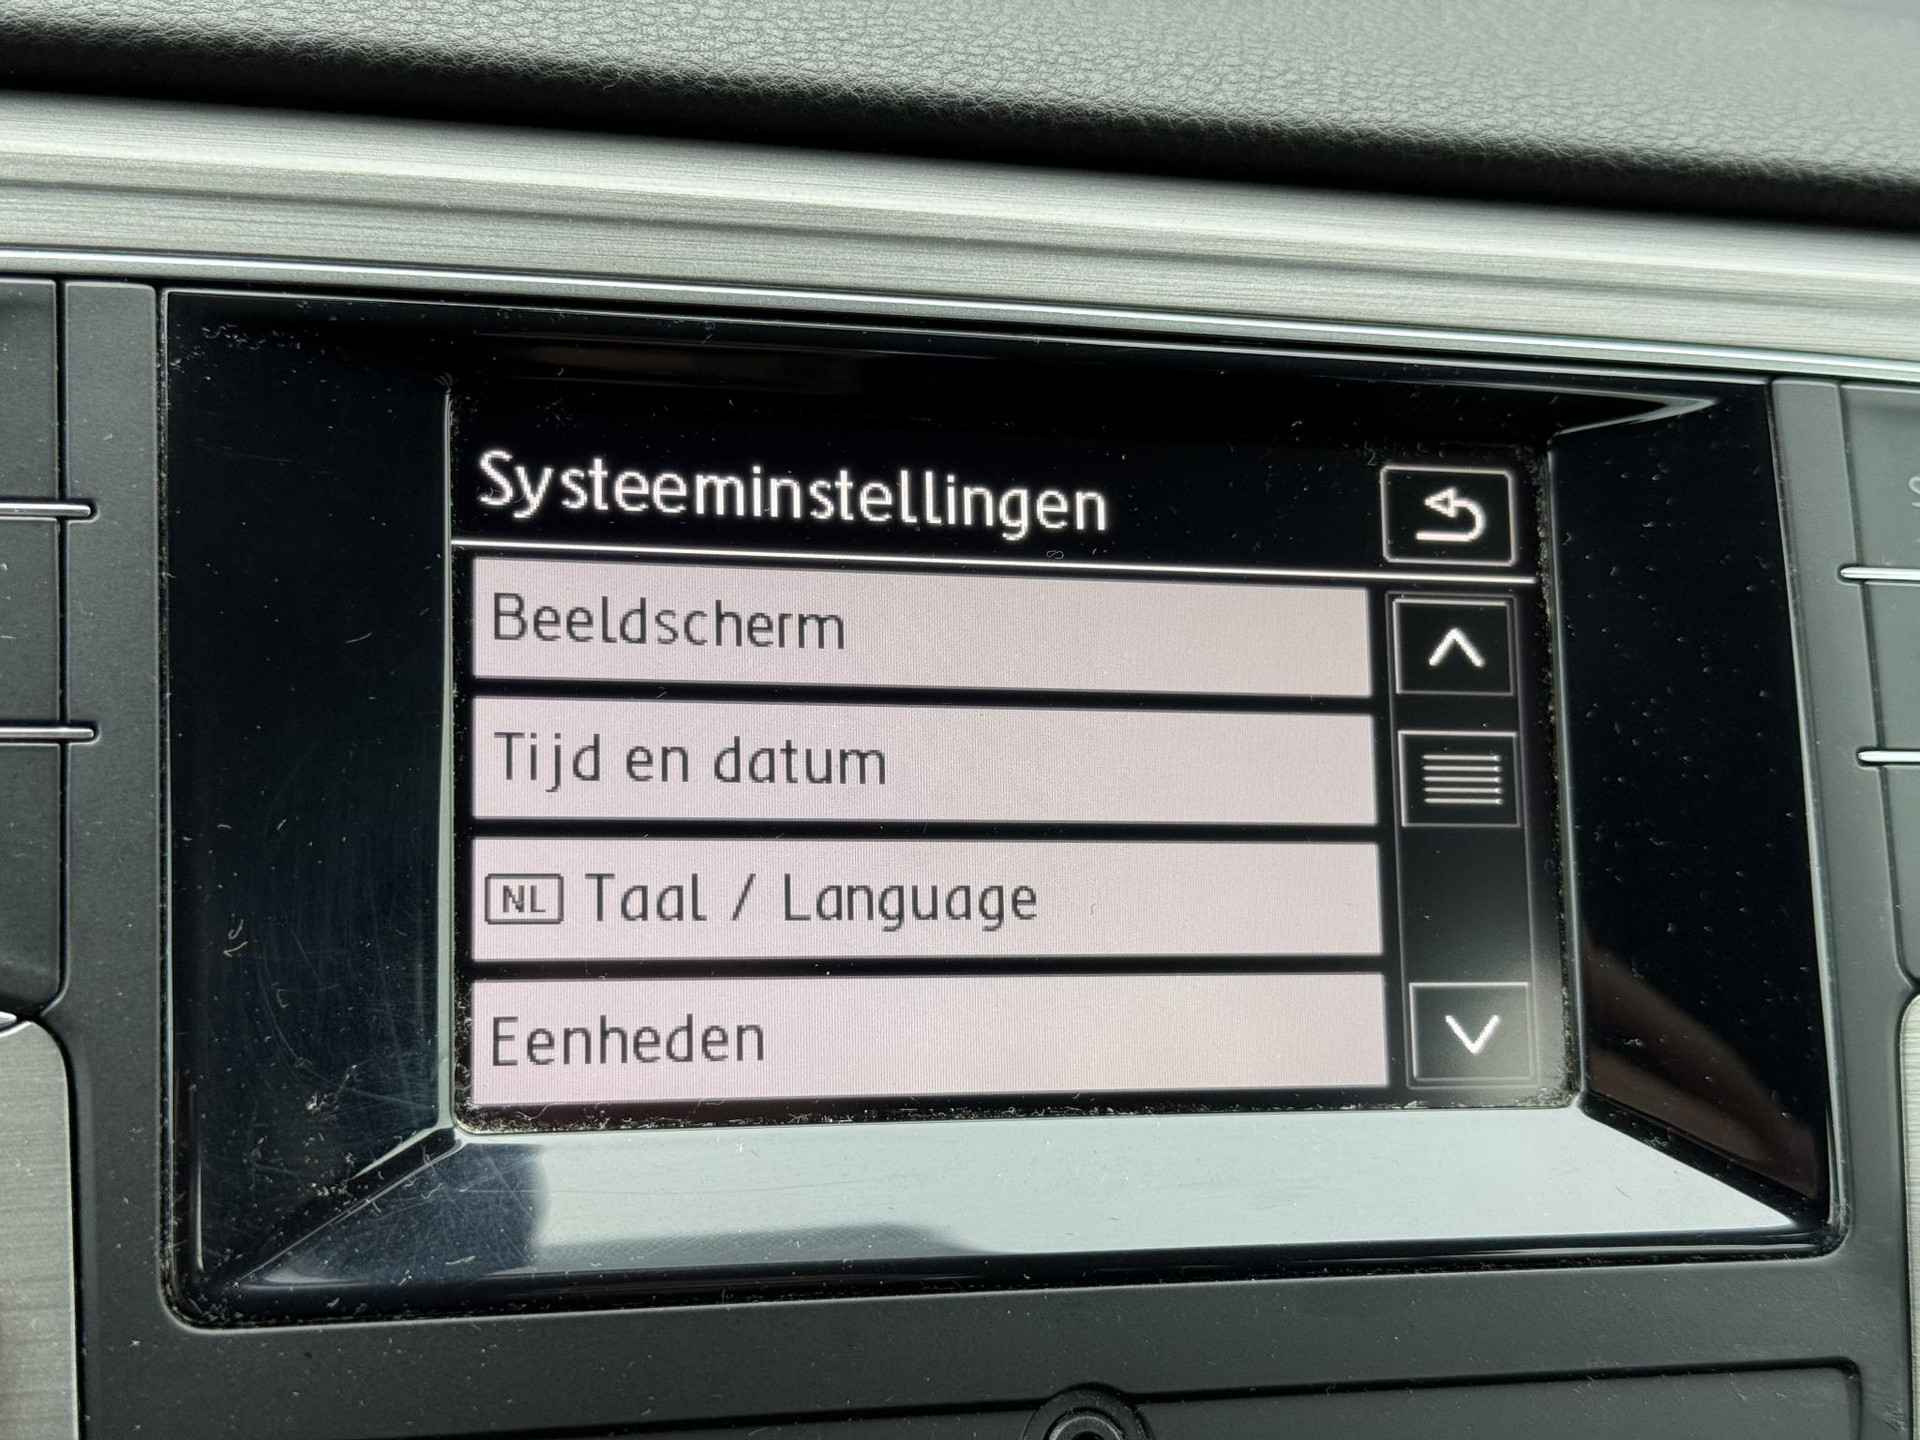 Systeeminstellingen
Beeldscherm
Tijd en datum
NL Taal / Language
Eenheden